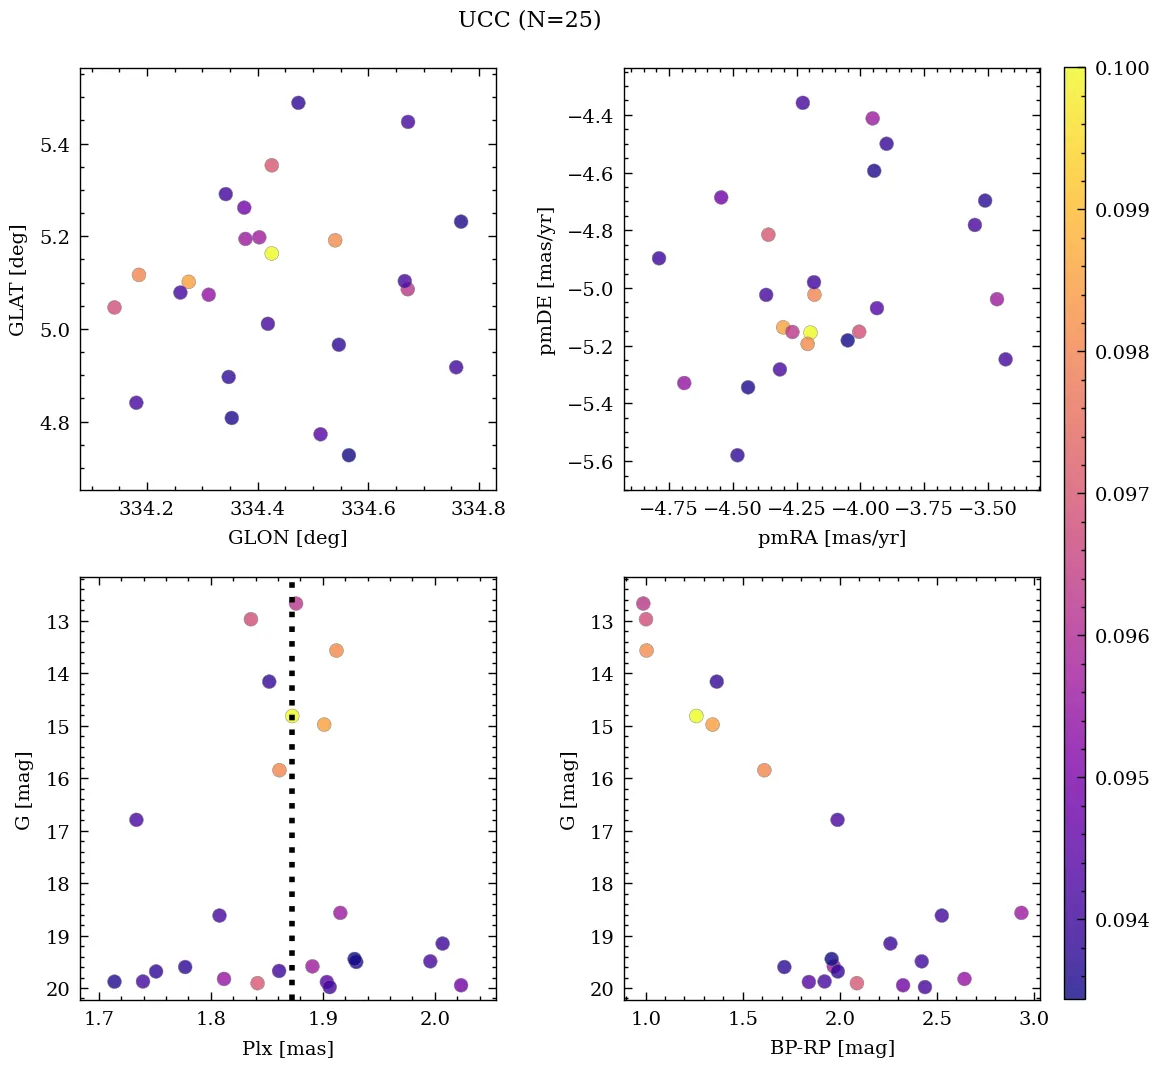 UCC (N=25)
5.4
5.2
5.0
4.8
GLAT [deg]
334.2 334.4 334.6 334.8
GLON [deg]
−4.4
−4.6
−4.8
−5.0
−5.2
−5.4
−5.6
pmDE [mas/yr]
−4.75 −4.50 −4.25 −4.00 −3.75 −3.50
pmRA [mas/yr]
13
14
15
16
17
18
19
20
G [mag]
1.7 1.8 1.9 2.0
Plx [mas]
13
14
15
16
17
18
19
20
G [mag]
1.0 1.5 2.0 2.5 3.0
BP-RP [mag]
0.100
0.099
0.098
0.097
0.096
0.095
0.094